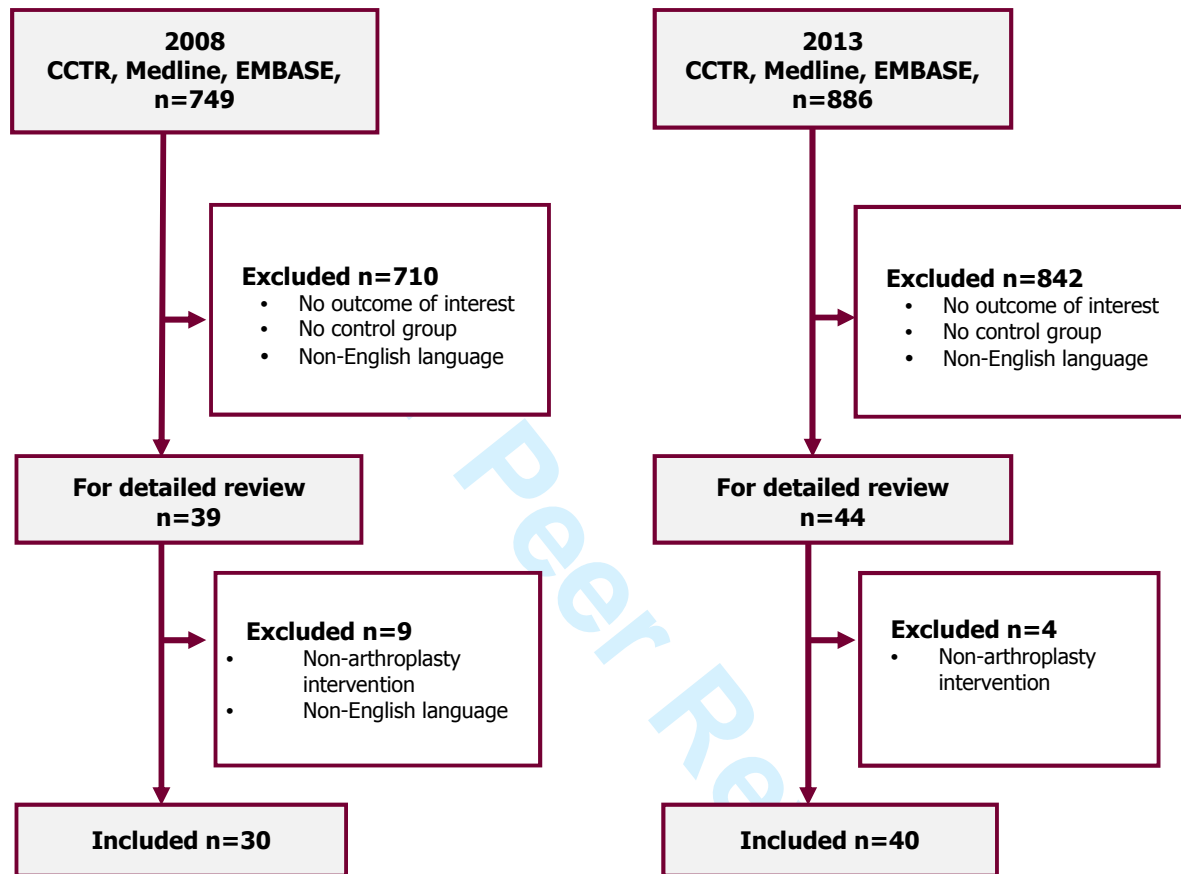 2008
CCTR, Medline, EMBASE,
n=749
Excluded n=710
• No outcome of interest
• No control group
• Non-English language
For detailed review
n=39
Excluded n=9
• Non-arthroplasty
intervention
• Non-English language
Included n=30
2013
CCTR, Medline, EMBASE,
n=886
Excluded n=842
• No outcome of interest
• No control group
• Non-English language
For detailed review
n=44
Excluded n=4
• Non-arthroplasty
intervention
Included n=40
Peer Re